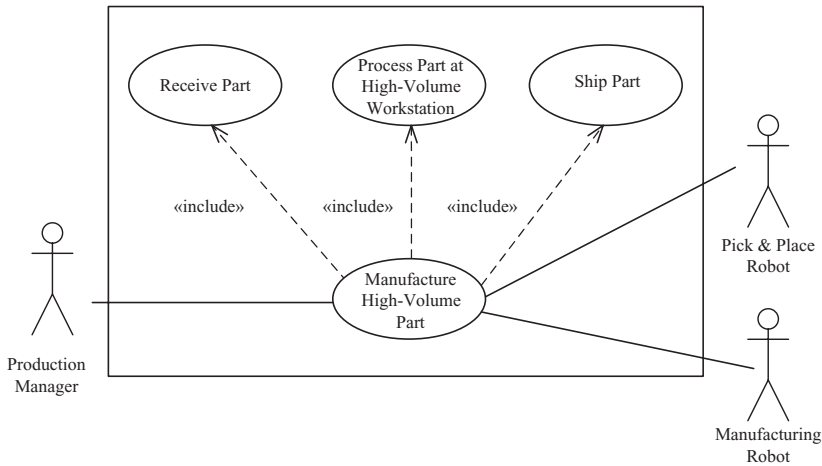 Receive Part
Process Part at
High-Volume
Workstation
Ship Part
«include»
«include»
«include»
Manufacture
High-Volume
Part
Production
Manager
Pick & Place
Robot
Manufacturing
Robot